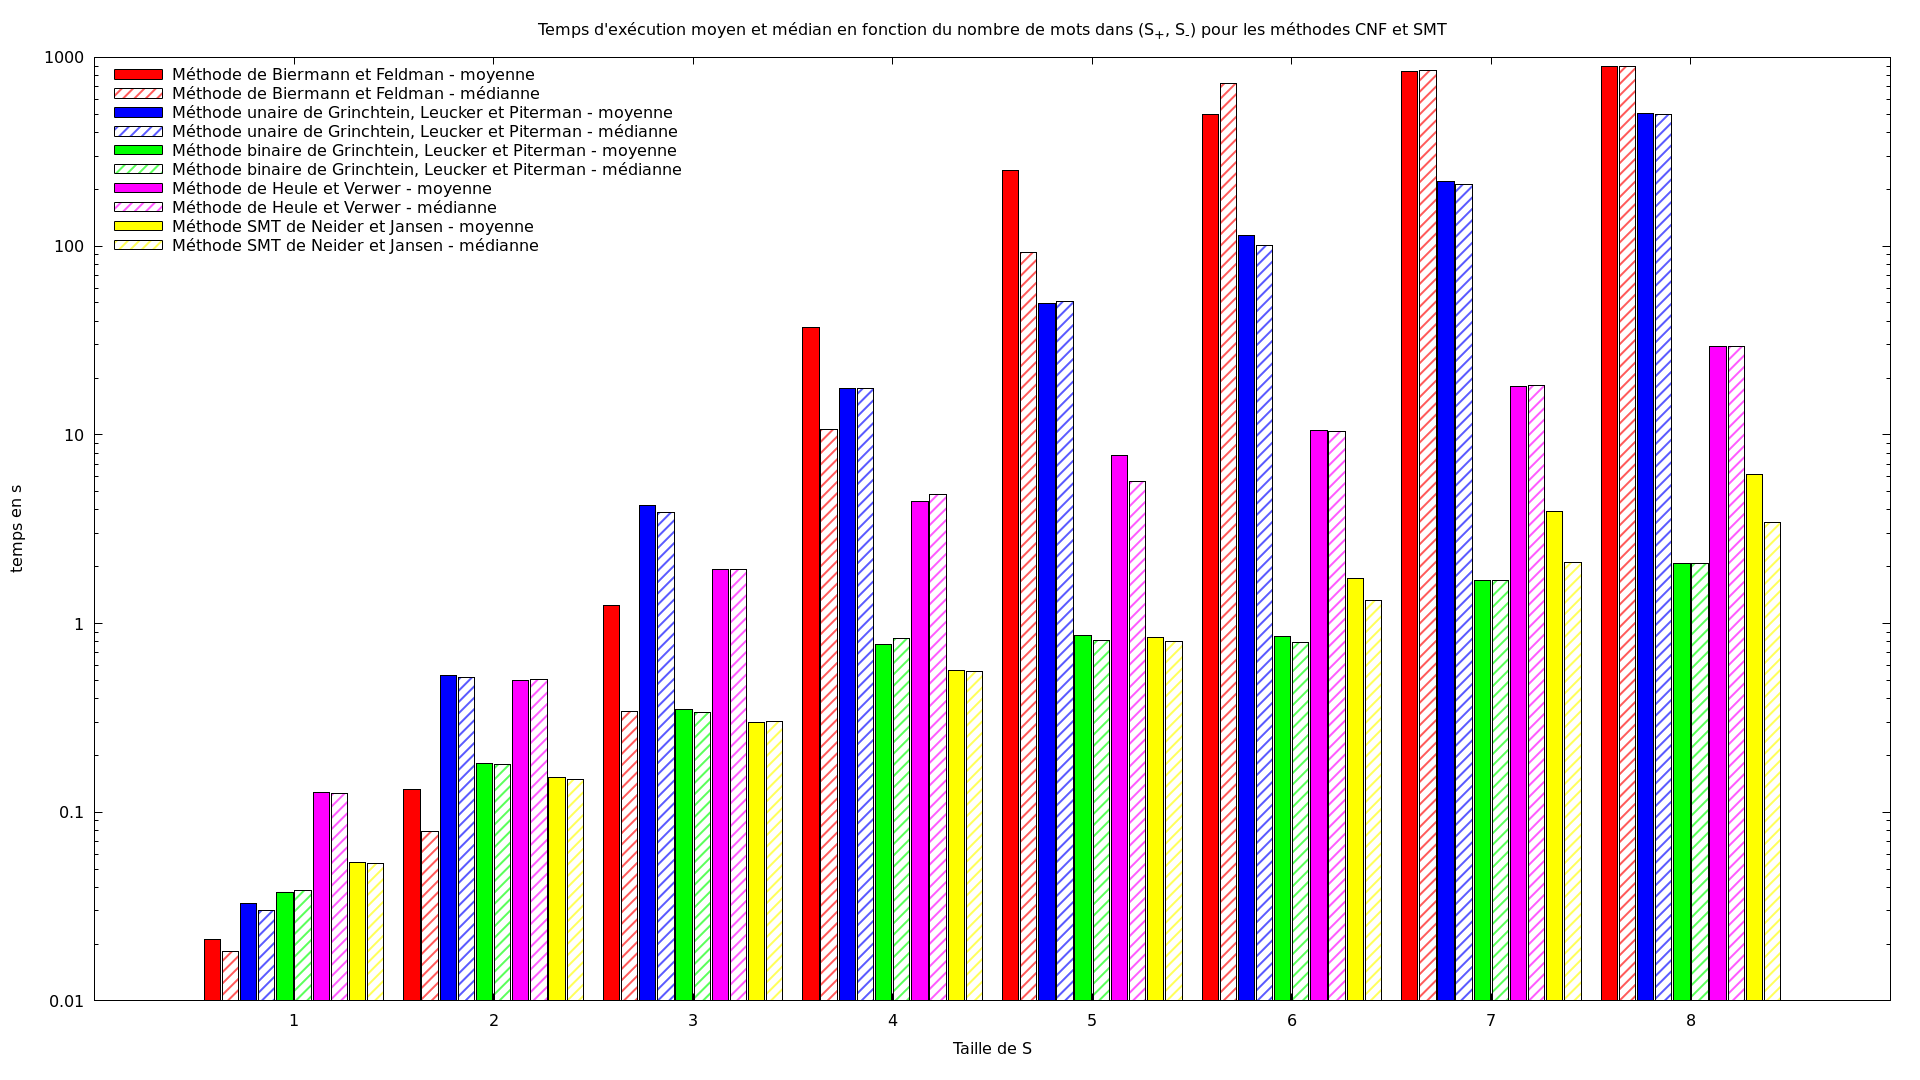 Temps d'exécution moyen et médian en fonction du nombre de mots dans (S+, S-) pour les méthodes CNF et SMT
1000
100
10
1
0.1
0.01
temps en s
Méthode de Biermann et Feldman - moyenne
Méthode de Biermann et Feldman - médianne
Méthode unaire de Grinchtein, Leucker et Piterman - moyenne
Méthode unaire de Grinchtein, Leucker et Piterman - médianne
Méthode binaire de Grinchtein, Leucker et Piterman - moyenne
Méthode binaire de Grinchtein, Leucker et Piterman - médianne
Méthode de Heule et Verwer - moyenne
Méthode de Heule et Verwer - médianne
Méthode SMT de Neider et Jansen - moyenne
Méthode SMT de Neider et Jansen - médianne
1 2 3 4 5 6 7 8
Taille de S